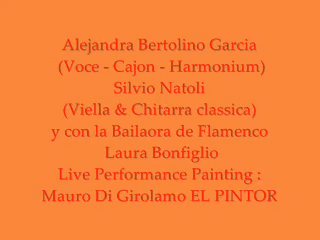 Alejandra Bertolino Garcia
(Voce - Cajon - Harmonium)
Silvio Natoli
(Viella & Chitarra classica)
y con la Bailaora de Flamenco
Laura Bonfiglio
Live Performance Painting :
Mauro Di Girolamo EL PINTOR